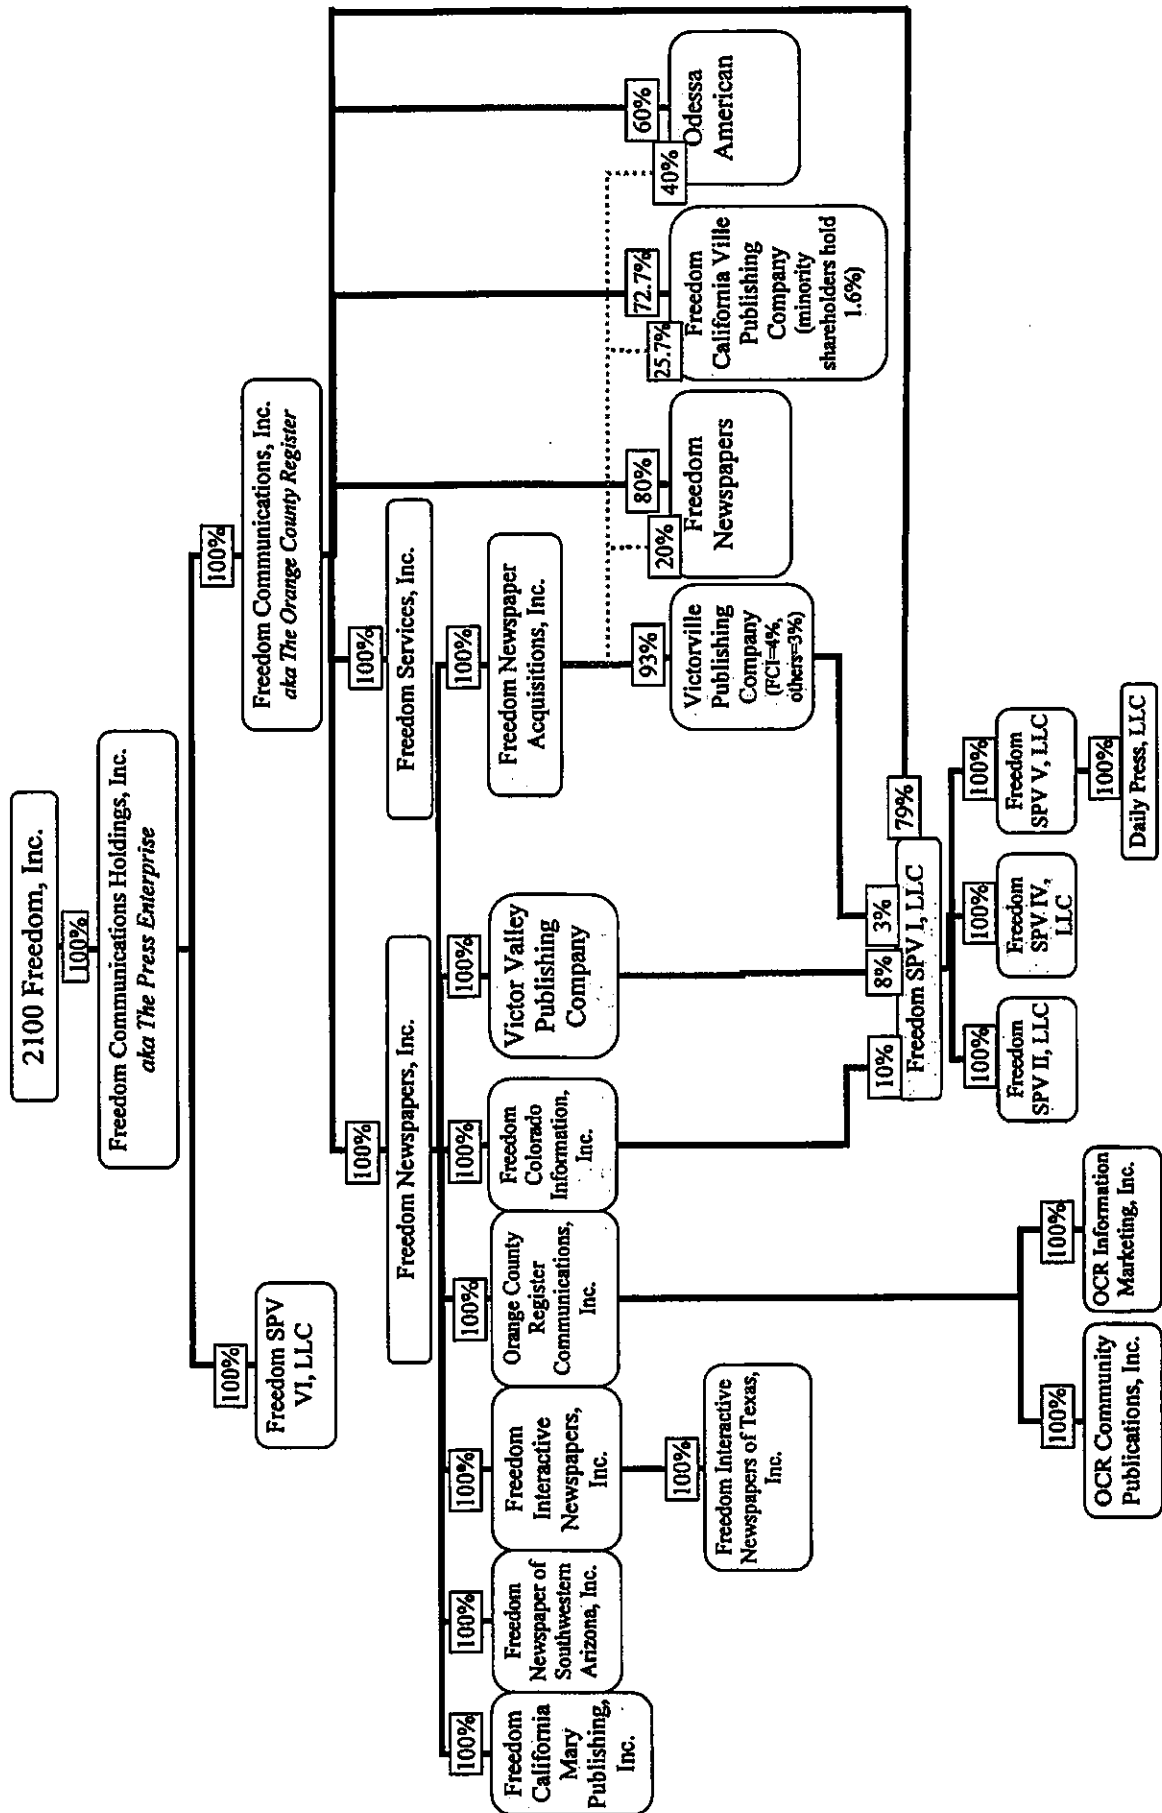 2100 Freedom, Inc.
100%
Freedom Communications Holdings, Inc.
aka The Press Enterprise
100%
Freedom SPV
VI, LLC
100%
Freedom Communications, Inc.
aka The Orange County Register
100%
Freedom Newspapers, Inc.
100%
Freedom Services, Inc.
100%
Freedom
California
Mary
Publishing,
Inc.
100%
Freedom
Newspaper of
Southwestern
Arizona, Inc.
100%
Freedom
Interactive
Newspapers,
Inc.
100%
Orange County
Register
Communications,
Inc.
100%
Freedom
Colorado
Information,
Inc.
100%
Victor Valley
Publishing
Company
100%
Freedom Newspaper
Acquisitions, Inc.
100%
Freedom Interactive
Newspapers of Texas,
Inc.
93%
Victorville
Publishing
Company
(FCI=4%,
others=3%)
20%
80%
Freedom
Newspapers
25.7%
72.7%
Freedom
California Ville
Publishing
Company
(minority
shareholders hold
1.6%)
40%
60%
Odessa
American
10%
8%
3%
79%
Freedom SPV I, LLC
100%
Freedom
SPV II, LLC
100%
Freedom
SPV IV,
LLC
100%
Freedom
SPV V, LLC
100%
OCR Community
Publications, Inc.
100%
OCR Information
Marketing, Inc.
100%
Daily Press, LLC